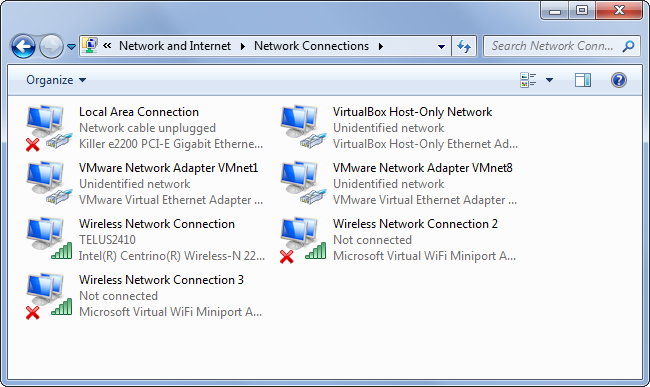 « Network and Internet Network Connections Search Network Conn...
Organize
Local Area Connection
Network cable unplugged
Killer e2200 PCI-E Gigabit Etherne...
VirtualBox Host-Only Network
Unidentified network
VirtualBox Host-Only Ethernet Ad...
VMware Network Adapter VMnet1
Unidentified network
VMware Virtual Ethernet Adapter ...
VMware Network Adapter VMnet8
Unidentified network
VMware Virtual Ethernet Adapter ...
Wireless Network Connection
TELUS2410
Intel(R) Centrino(R) Wireless-N 22...
Wireless Network Connection 2
Not connected
Microsoft Virtual WiFi Miniport A...
Wireless Network Connection 3
Not connected
Microsoft Virtual WiFi Miniport A...